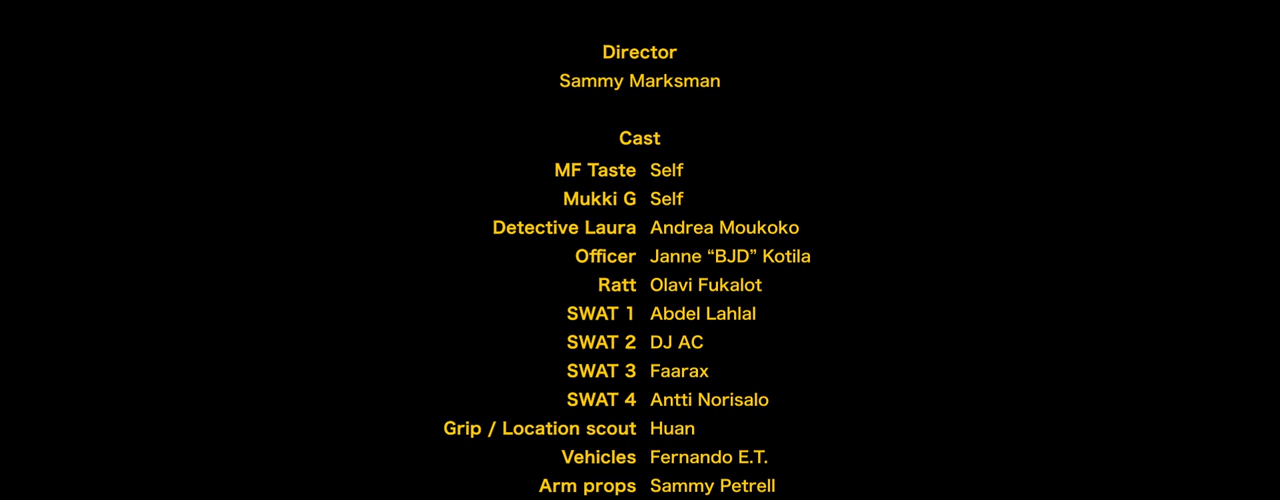 Director
Sammy Marksman
Cast
MF Taste Self
Mukki G Self
Detective Laura Andrea Moukoko
Officer Janne “BJD” Kotila
Ratt Olavi Fukalot
SWAT 1 Abdel Lahlal
SWAT 2 DJ AC
SWAT 3 Faarax
SWAT 4 Antti Norisalo
Grip / Location scout Huan
Vehicles Fernando E.T.
Arm props Sammy Petrell